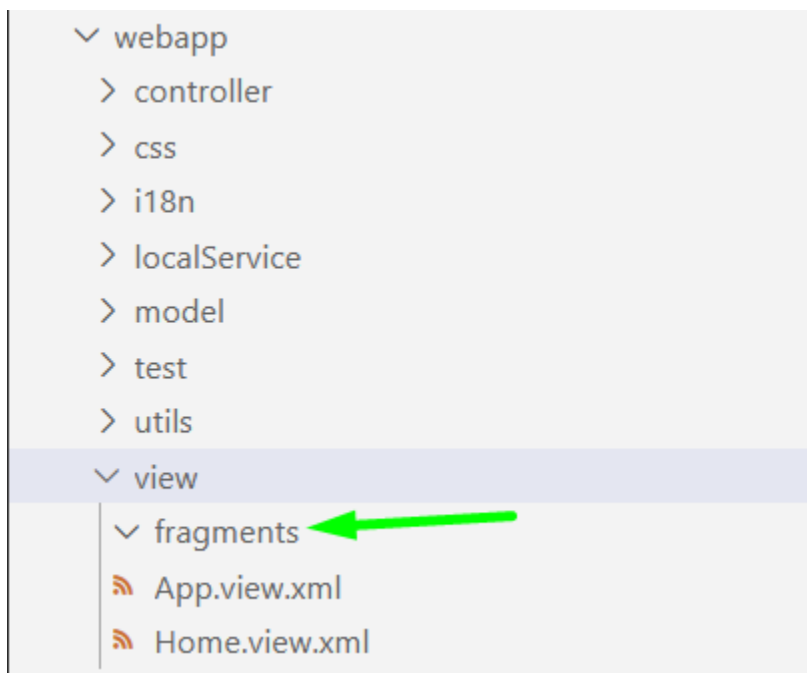 webapp
controller
css
i18n
localService
model
test
utils
view
fragments
App.view.xml
Home.view.xml